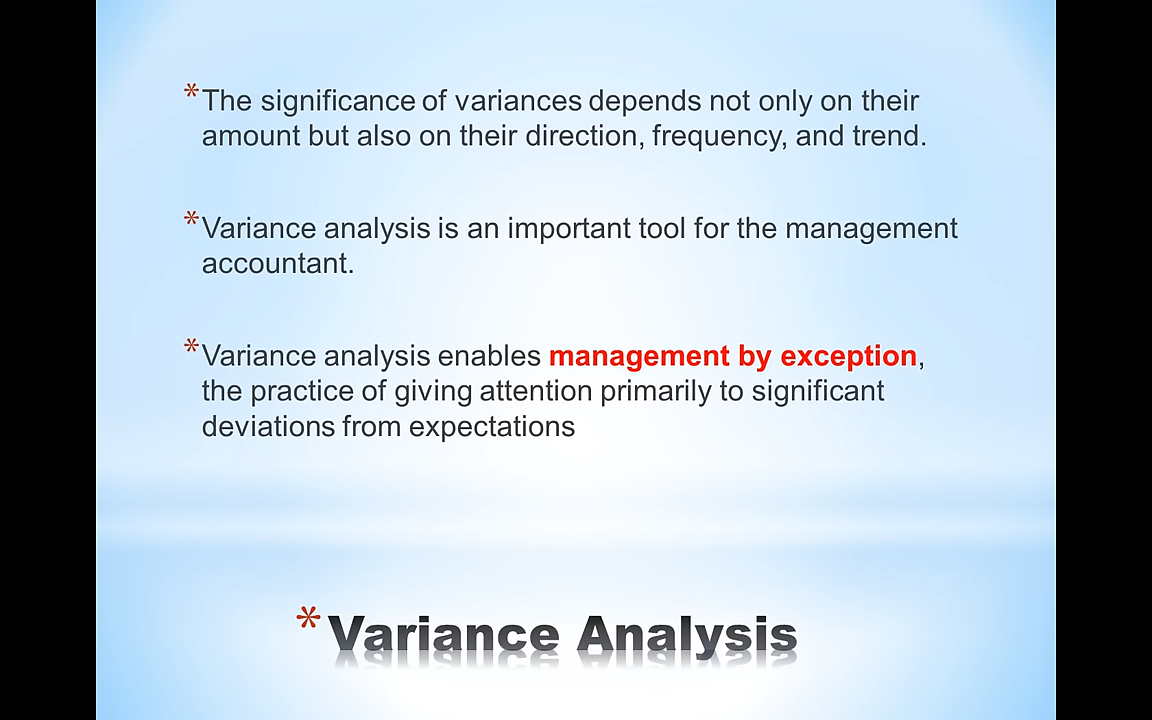 * The significance of variances depends not only on their
amount but also on their direction, frequency, and trend.
* Variance analysis is an important tool for the management
accountant.
* Variance analysis enables management by exception,
the practice of giving attention primarily to significant
deviations from expectations
* Variance Analysis